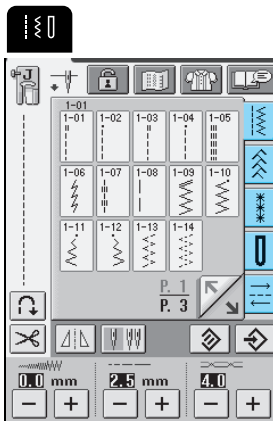 J
1-01
1-01 1-02 1-03 1-04 1-05
1-06 1-07 1-08 1-09 1-10
1-11 1-12 1-13 1-14
P. 1
P. 3
0.0 mm 2.5 mm 4.0
- + - + - +